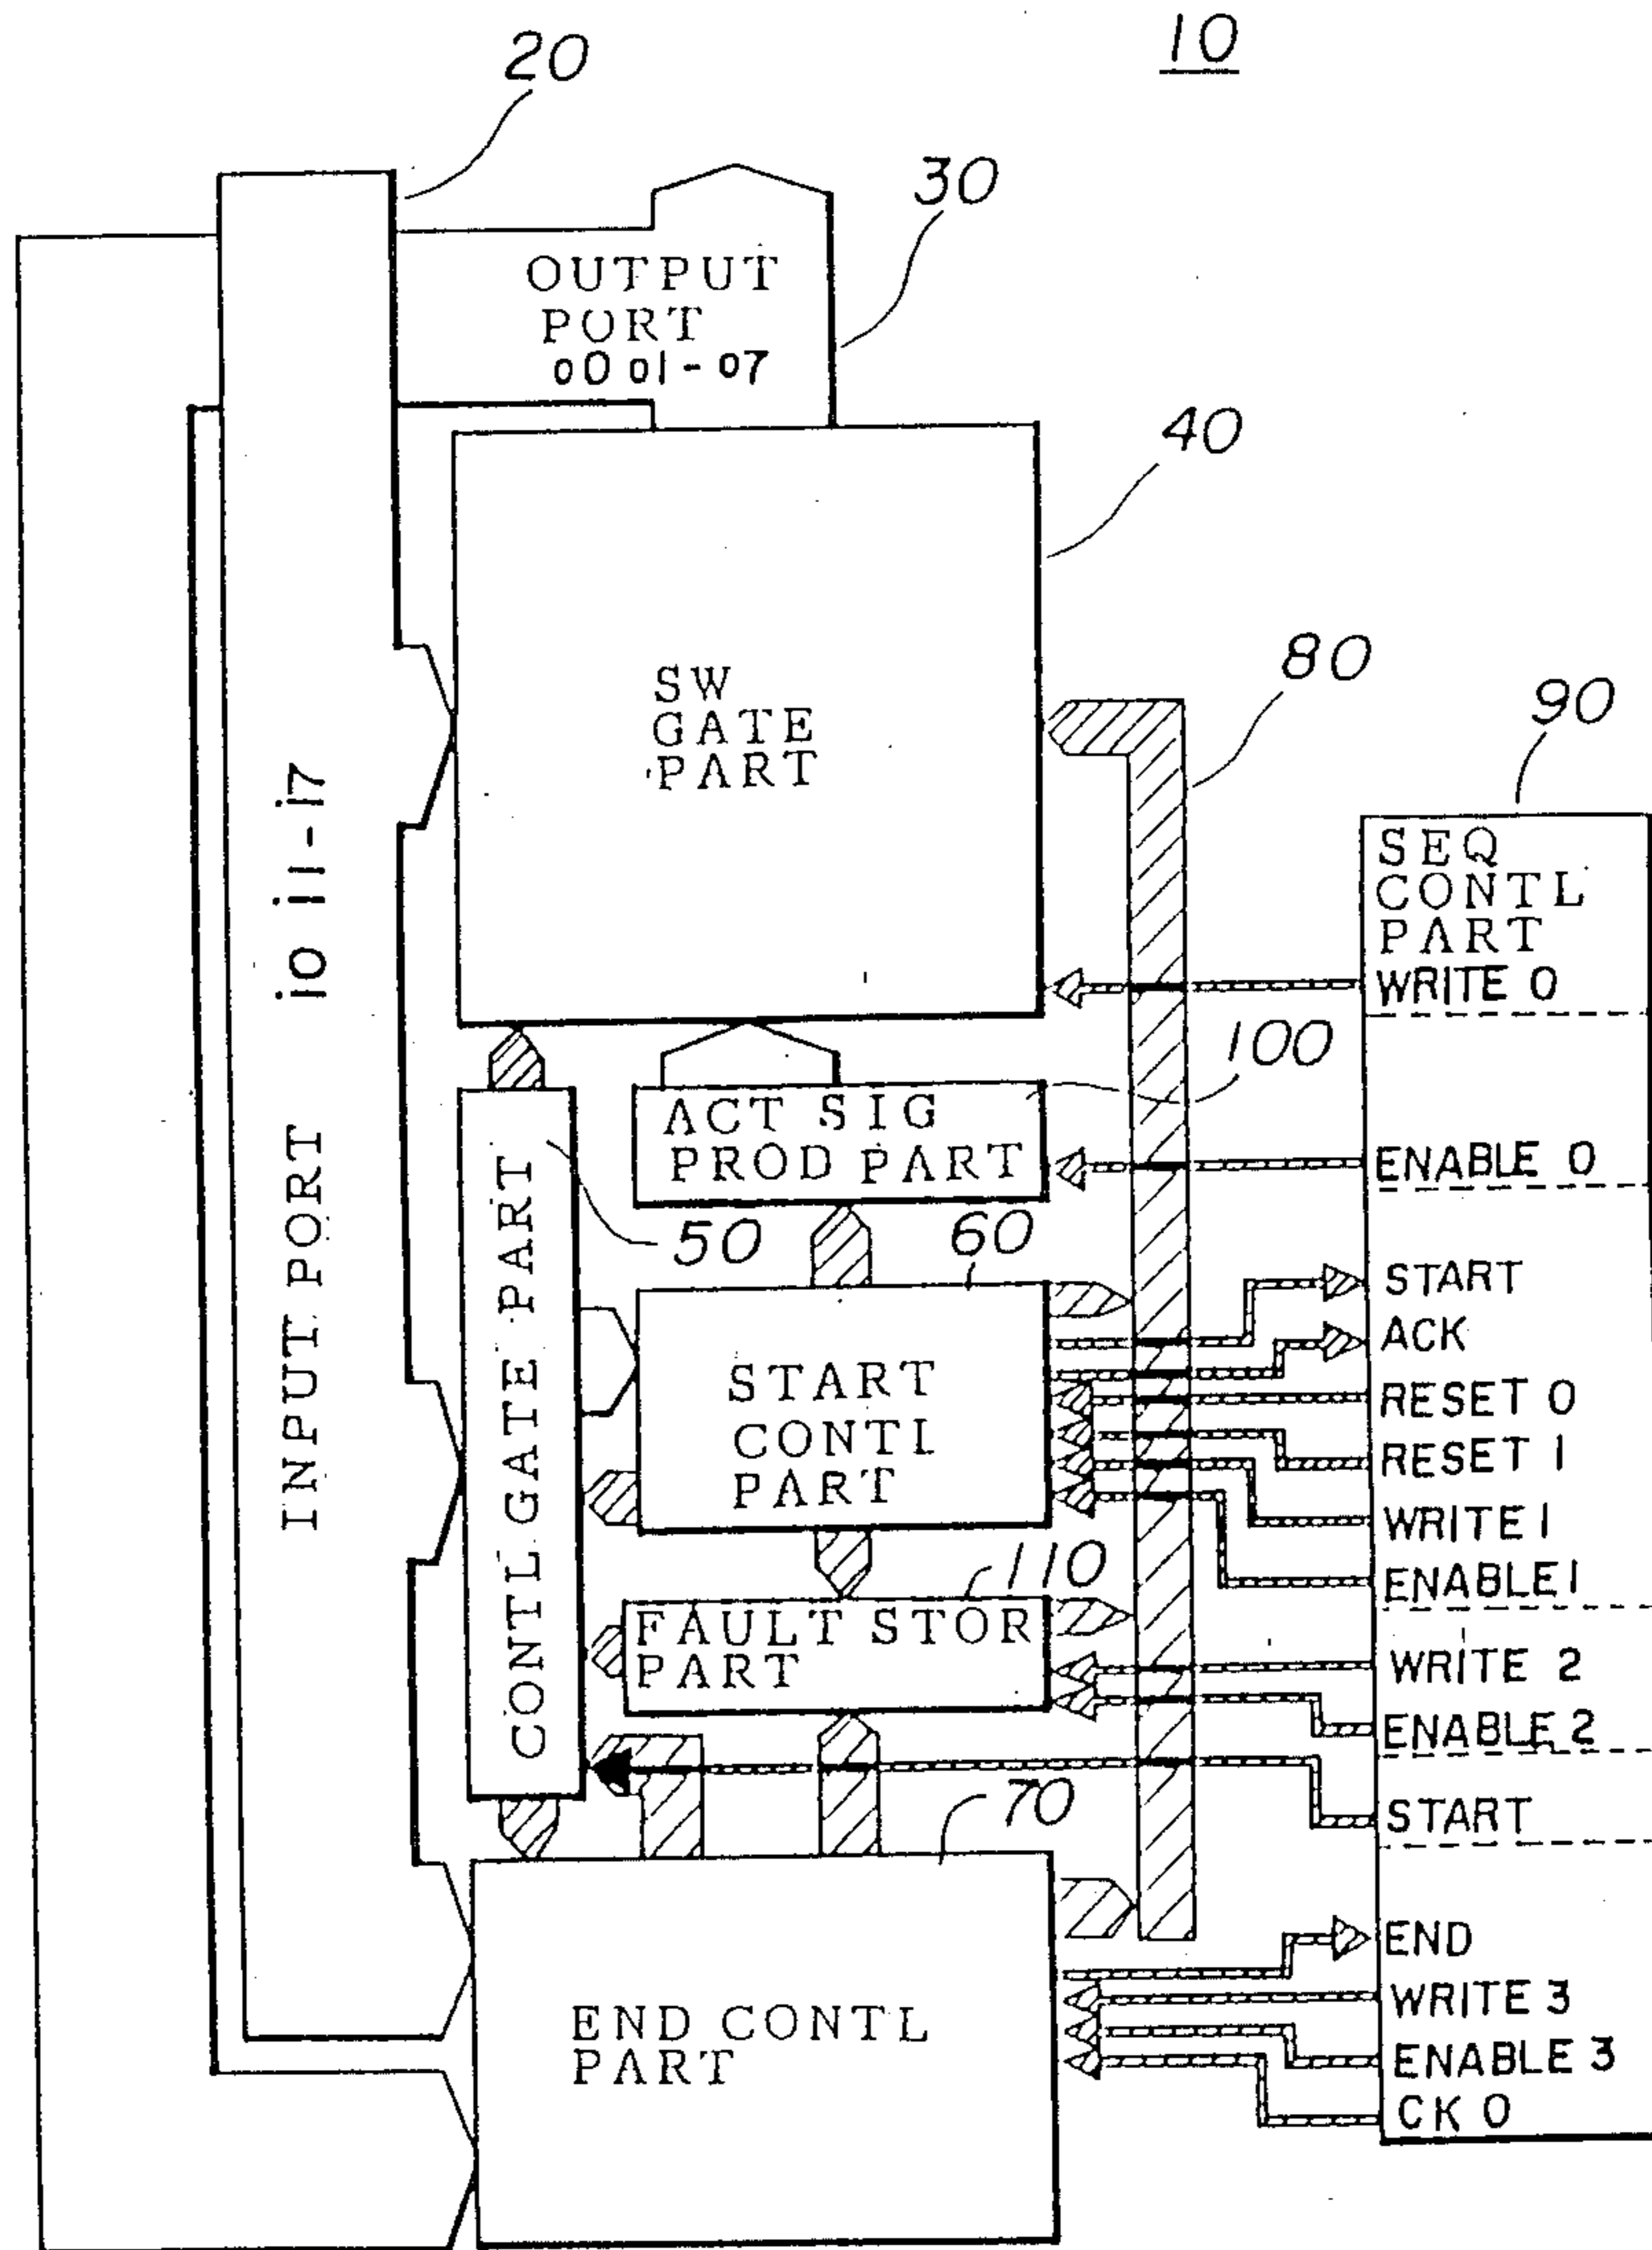 10
20
30
OUTPUT
PORT
o0 o1-o7
40
SW
GATE
PART
80
90
SEQ
CONTL
PART
WRITE 0
INPUT PORT i0 i1-i7
100
ACT SIG
PROD PART
ENABLE 0
CONTL GATE PART
50
60
START
CONTL
PART
START
ACK
RESET 0
RESET 1
WRITE 1
ENABLE 1
110
FAULT STOR
PART
WRITE 2
ENABLE 2
START
70
END CONTL
PART
END
WRITE 3
ENABLE 3
CK 0